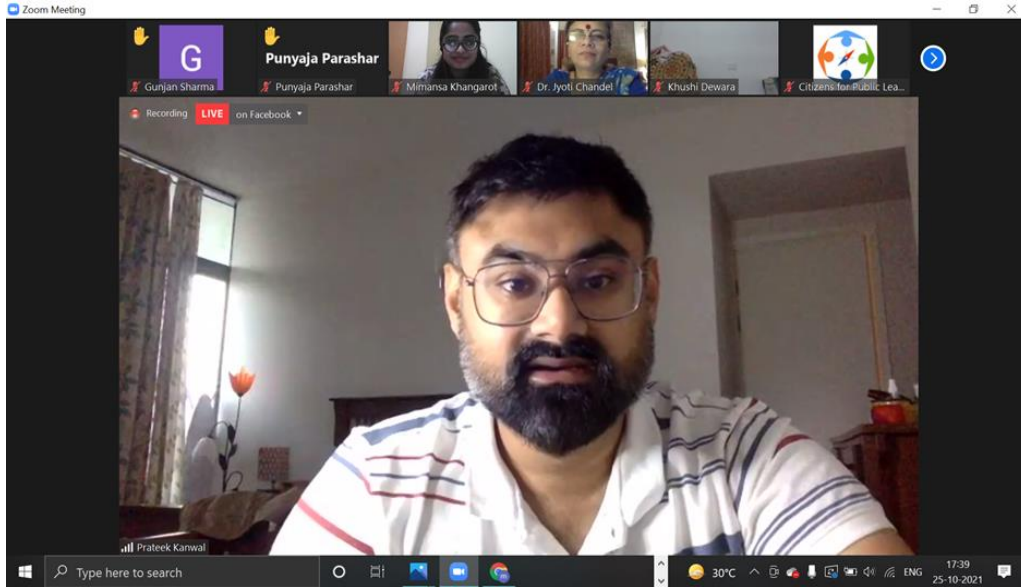 Zoom Meeting
G
Punyaja Parashar
Gunjan Sharma
Punyaja Parashar
Mimansa Khangarot
Dr. Jyoti Chandel
Khushi Dewara
Citizens for Public Lea...
Recording LIVE on Facebook
Prateek Kanwal
Type here to search
30°C
ENG
17:39
25-10-2021